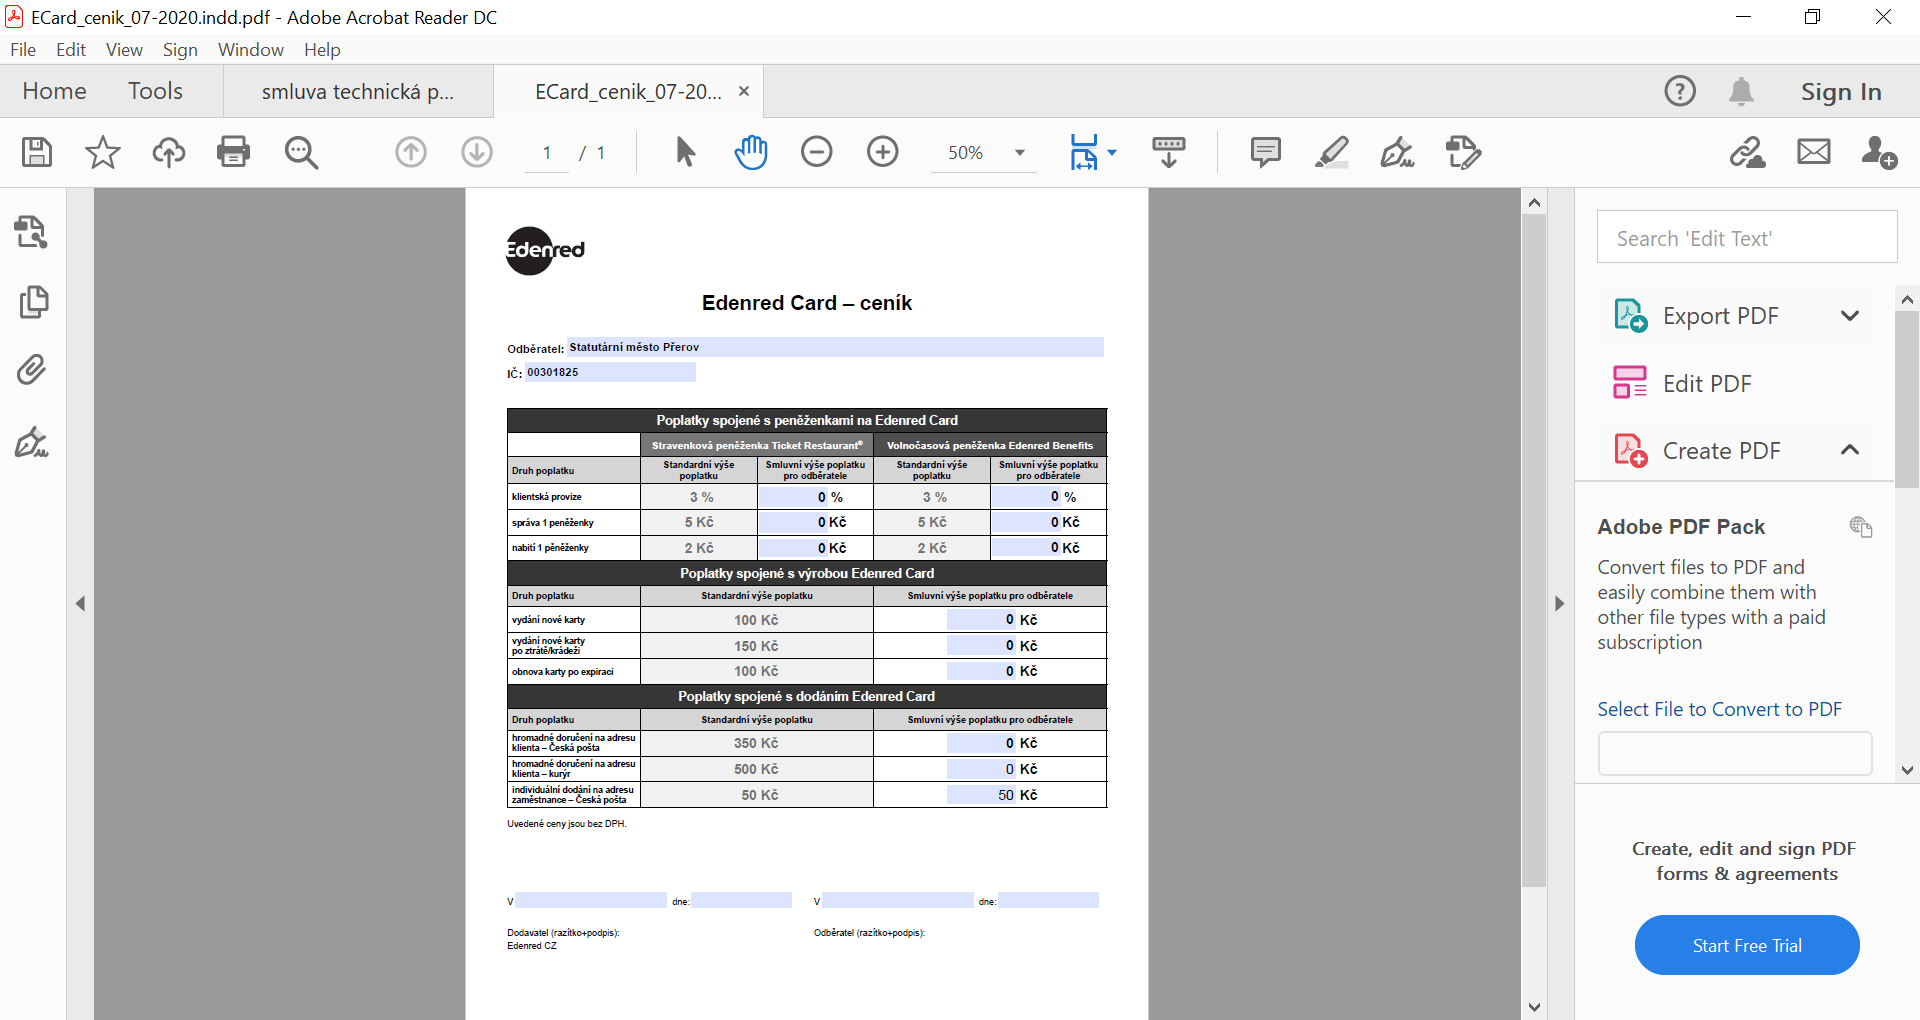 ECard_cenik_07-2020.indd.pdf - Adobe Acrobat Reader DC
File Edit View Sign Window Help
Home Tools smluva technická p... ECard_cenik_07-20... × Sign In
1 / 1 50%
Search 'Edit Text'
Export PDF
Edit PDF
Create PDF
Adobe PDF Pack
Convert files to PDF and
easily combine them with
other file types with a paid
subscription
Select File to Convert to PDF
Create, edit and sign PDF
forms & agreements
Start Free Trial
Edenred
Edenred Card – ceník
Odběratel: Statutární město Přerov
IČ: 00301825
Poplatky spojené s peněženkami na Edenred Card
Stravenková peněženka Ticket Restaurant® Volnočasová peněženka Edenred Benefits
Druh poplatku Standardní výše poplatku Smluvní výše poplatku pro odběratele Standardní výše poplatku Smluvní výše poplatku pro odběratele
klientská provize 3 % 0 % 3 % 0 %
správa 1 peněženky 5 Kč 0 Kč 5 Kč 0 Kč
nabití 1 pěněženky 2 Kč 0 Kč 2 Kč 0 Kč
Poplatky spojené s výrobou Edenred Card
Druh poplatku Standardní výše poplatku Smluvní výše poplatku pro odběratele
vydání nové karty 100 Kč 0 Kč
vydání nové karty po ztrátě/krádeži 150 Kč 0 Kč
obnova karty po expiraci 100 Kč 0 Kč
Poplatky spojené s dodáním Edenred Card
Druh poplatku Standardní výše poplatku Smluvní výše poplatku pro odběratele
hromadné doručení na adresu klienta – Česká pošta 350 Kč 0 Kč
hromadné doručení na adresu klienta – kurýr 500 Kč 0 Kč
individuální dodání na adresu zaměstnance – Česká pošta 50 Kč 50 Kč
Uvedené ceny jsou bez DPH.
V dne: V dne:
Dodavatel (razítko+podpis): Odběratel (razítko+podpis):
Edenred CZ